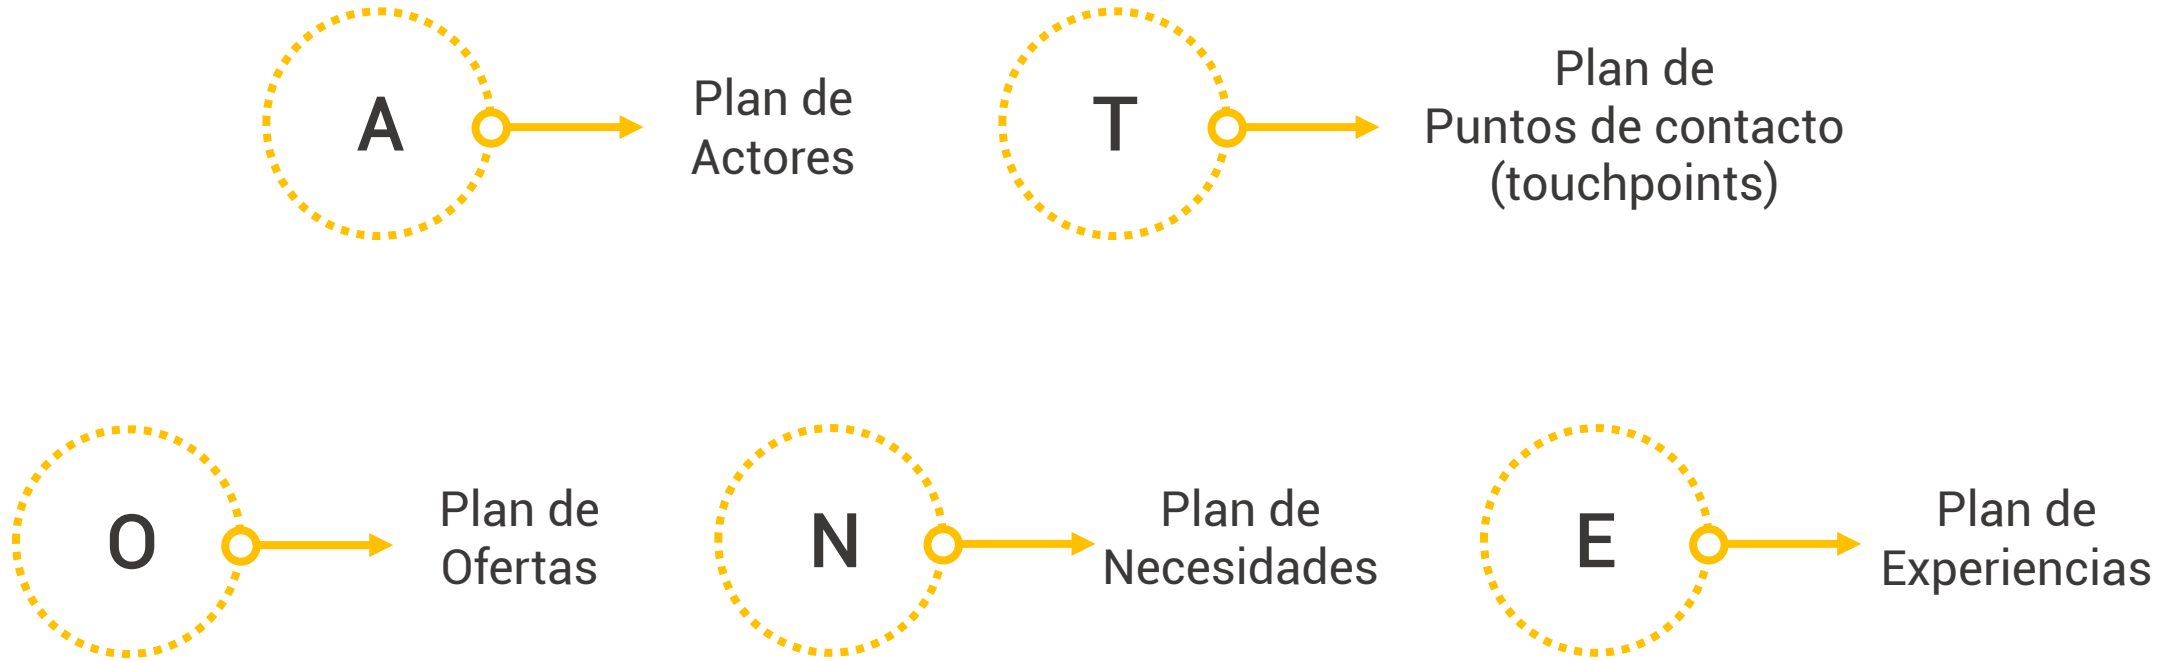 A
Plan de
Actores
T
Plan de
Puntos de contacto
(touchpoints)
O
Plan de
Ofertas
N
Plan de
Necesidades
E
Plan de
Experiencias